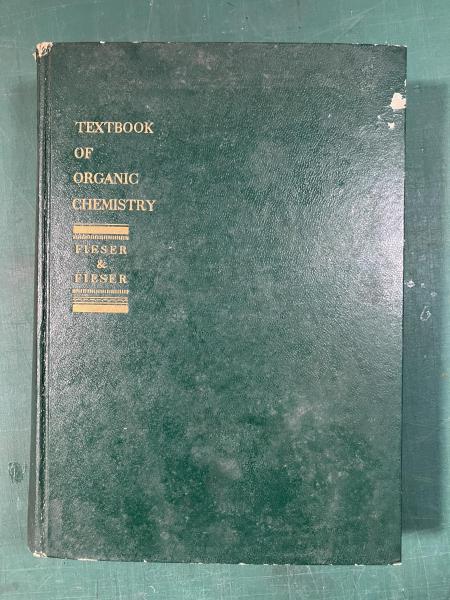 TEXTBOOK
OF
ORGANIC
CHEMISTRY
FIESER
&
FIESER